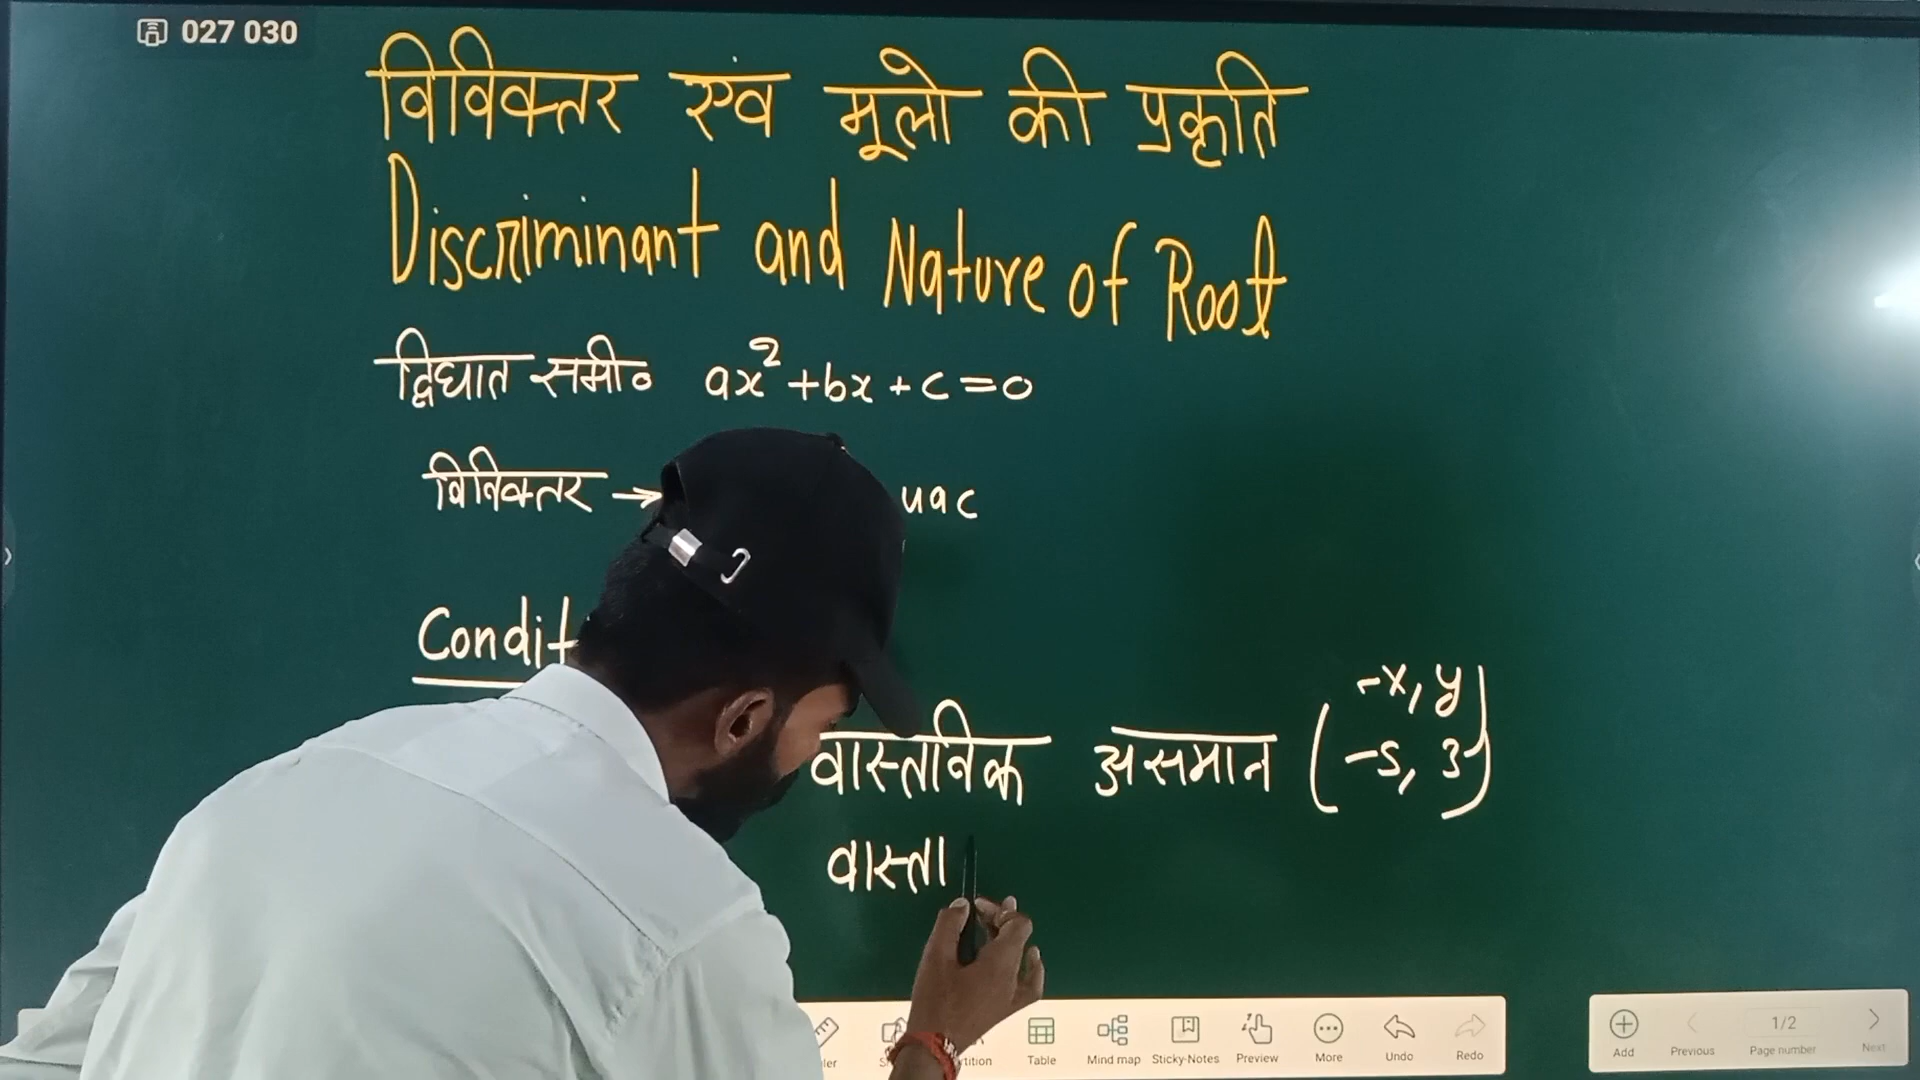 027 030
विविक्तर एवं मूलो की प्रकृति
Discriminant and Nature of Root
द्विघात समी० ax²+bx+c=0
विविक्तर → 4ac
Condit
-x, y
वास्तविक असमान (-5, 3)
वास्ता
Table Mind map Sticky-Notes Preview More Undo Redo
Add Previous 1/2 Page number Next